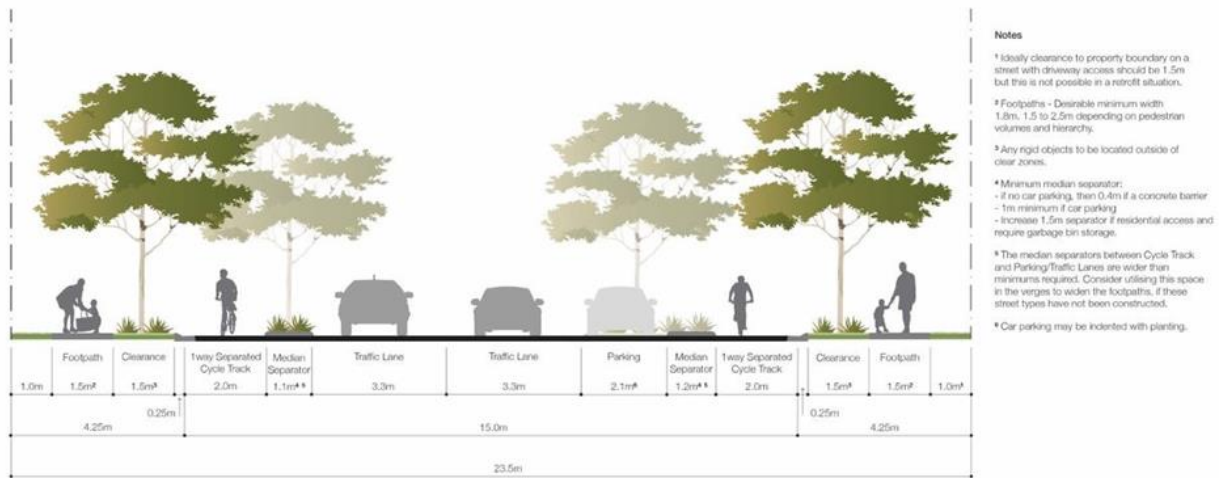 Notes
¹ Ideally clearance to property boundary on a
street with driveway access should be 1.5m
but this is not possible in a retrofit situation.
² Footpaths - Desirable minimum width
1.8m. 1.5 to 2.5m depending on pedestrian
volumes and hierarchy.
³ Any rigid objects to be located outside of
clear zones.
⁴ Minimum median separator:
- if no car parking, then 0.4m if a concrete barrier
- 1m minimum if car parking
- Increase 1.5m separator if residential access and
require garbage bin storage.
⁵ The median separators between Cycle Track
and Parking/Traffic Lanes are wider than
minimums required. Consider utilising this space
in the verges to widen the footpaths, if these
street types have not been constructed.
⁶ Car parking may be indented with planting.
Footpath Clearance 1way Separated Median Traffic Lane Traffic Lane Parking Median 1way Separated Clearance Footpath
Cycle Track Separator Separator Cycle Track
1.0m 1.5m² 1.5m³ 2.0m 1.1m⁴ ⁵ 3.3m 3.3m 2.1m⁶ 1.2m⁴ ⁵ 2.0m 1.5m³ 1.5m² 1.0m¹
0.25m 0.25m
4.25m 15.0m 4.25m
23.5m